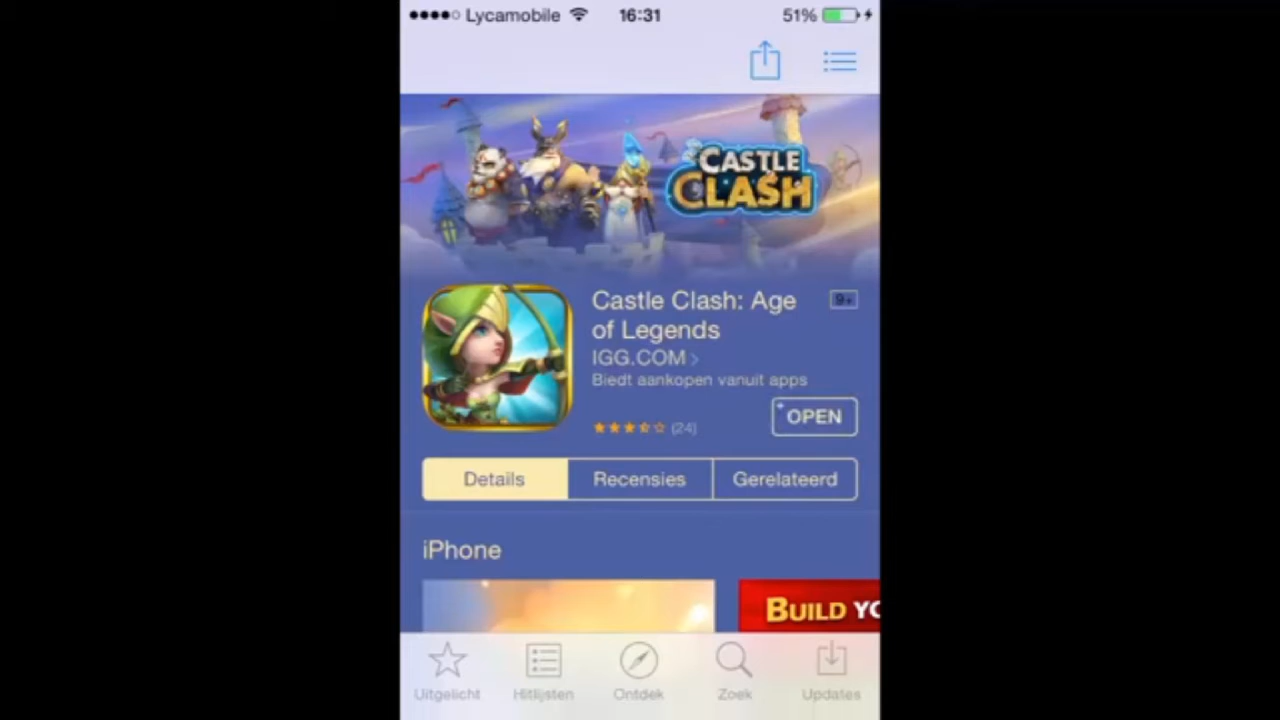 Lycamobile 16:31 51%
CASTLE
CLASH
Castle Clash: Age 9+
of Legends
IGG.COM >
Biedt aankopen vanuit apps
(24) + OPEN
Details Recensies Gerelateerd
iPhone
BUILD YO
Uitgelicht Hitlijsten Ontdek Zoek Updates